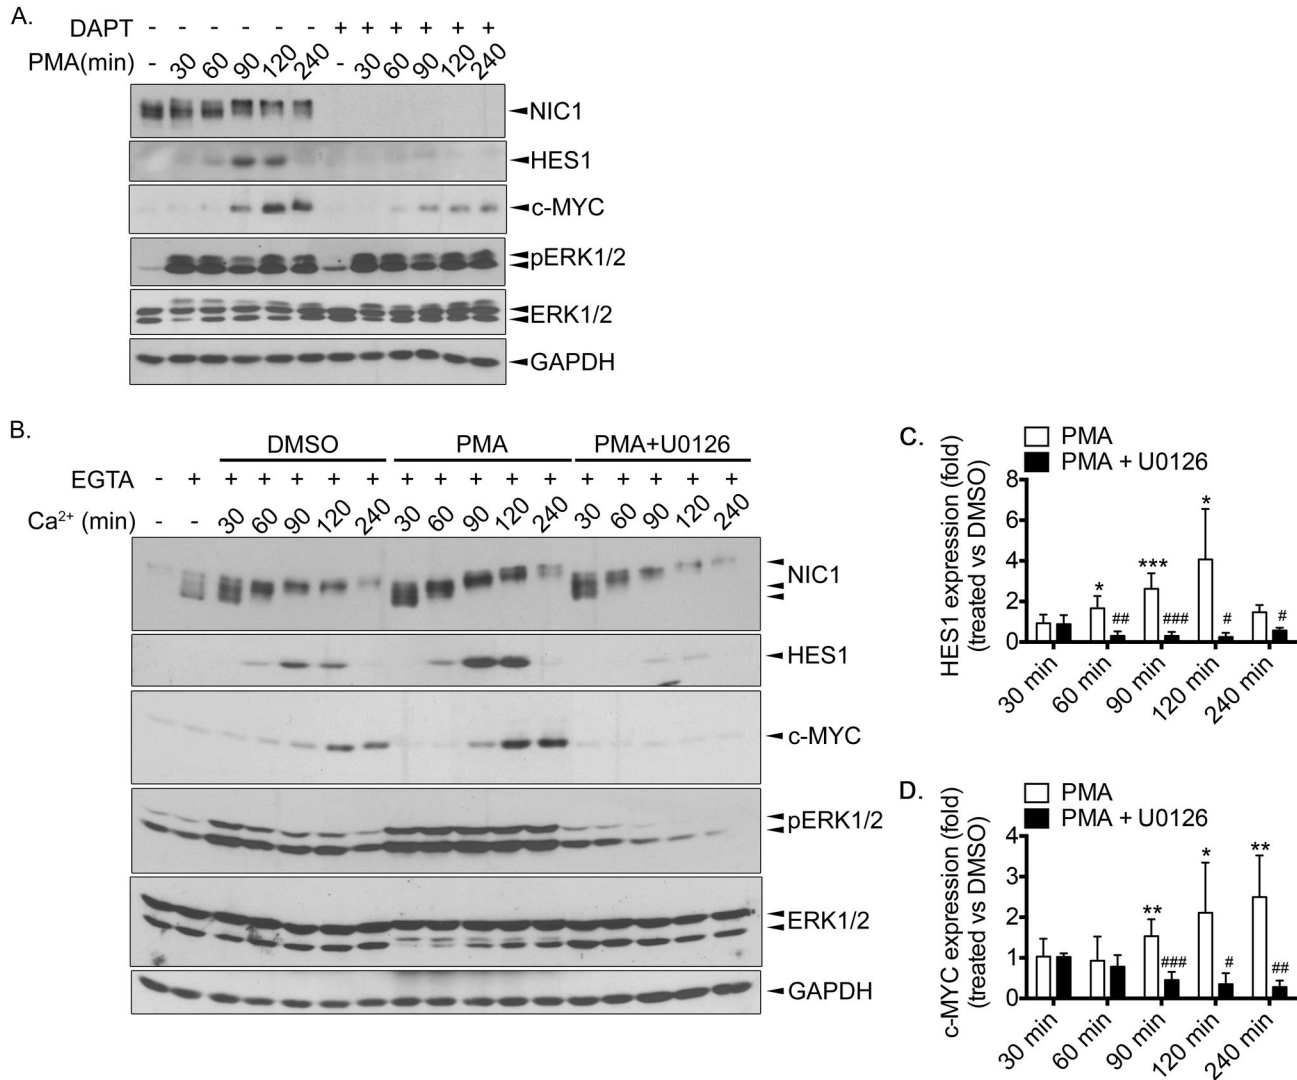 A.
DAPT - - - - - - + + + + + +
PMA(min) - 30 60 90 120 240 - 30 60 90 120 240
NIC1
HES1
c-MYC
pERK1/2
ERK1/2
GAPDH
B.
DMSO PMA PMA+U0126
EGTA - + + + + + + + + + + + + + + + +
Ca²⁺ (min) - - 30 60 90 120 240 30 60 90 120 240 30 60 90 120 240
NIC1
HES1
c-MYC
pERK1/2
ERK1/2
GAPDH
C.
PMA
PMA + U0126
HES1 expression (fold)
(treated vs DMSO)
8
6
4
2
0
* *** *
## ### # #
30 min 60 min 90 min 120 min 240 min
D.
PMA
PMA + U0126
c-MYC expression (fold)
(treated vs DMSO)
4
3
2
1
0
** * **
### # ##
30 min 60 min 90 min 120 min 240 min